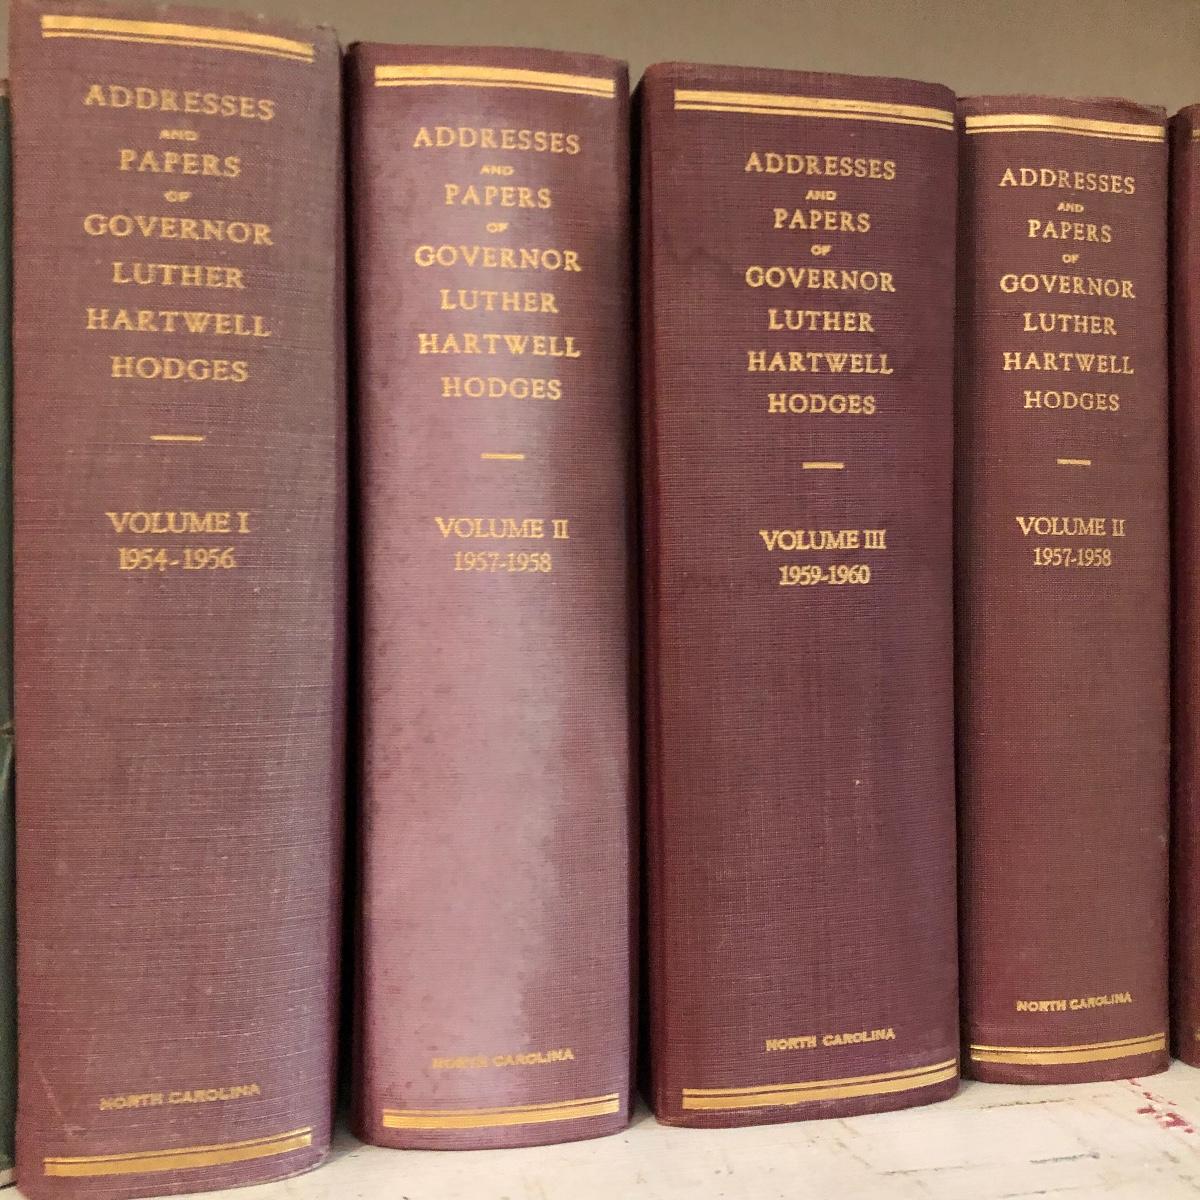 ADDRESSES
AND
PAPERS
OF
GOVERNOR
LUTHER
HARTWELL
HODGES
VOLUME I
1954-1956
NORTH CAROLINA
ADDRESSES
AND
PAPERS
OF
GOVERNOR
LUTHER
HARTWELL
HODGES
VOLUME II
1957-1958
NORTH CAROLINA
ADDRESSES
AND
PAPERS
OF
GOVERNOR
LUTHER
HARTWELL
HODGES
VOLUME III
1959-1960
NORTH CAROLINA
ADDRESSES
AND
PAPERS
OF
GOVERNOR
LUTHER
HARTWELL
HODGES
VOLUME II
1957-1958
NORTH CAROLINA